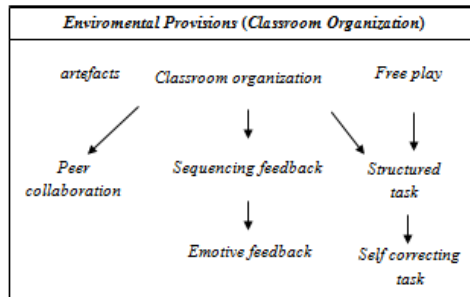 Enviromental Provisions (Classroom Organization)
artefacts
Classroom organization
Free play
Peer
collaboration
Sequencing feedback
Structured
task
Emotive feedback
Self correcting
task